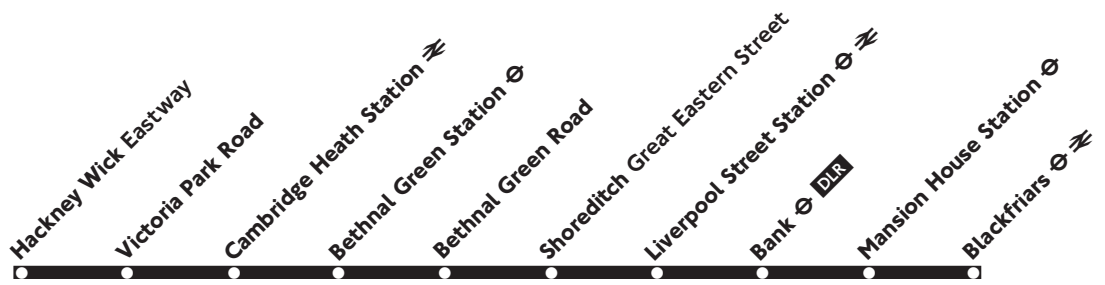 Hackney Wick Eastway
Victoria Park Road
Cambridge Heath Station
Bethnal Green Station
Bethnal Green Road
Shoreditch Great Eastern Street
Liverpool Street Station
Bank DLR
Mansion House Station
Blackfriars